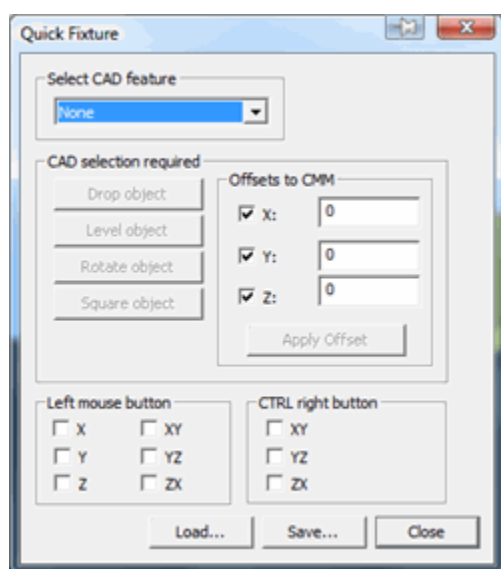 Quick Fixture
Select CAD feature
None
CAD selection required
Drop object
Level object
Rotate object
Square object
Offsets to CMM
X: 0
Y: 0
Z: 0
Apply Offset
Left mouse button
X XY
Y YZ
Z ZX
CTRL right button
XY
YZ
ZX
Load... Save... Close